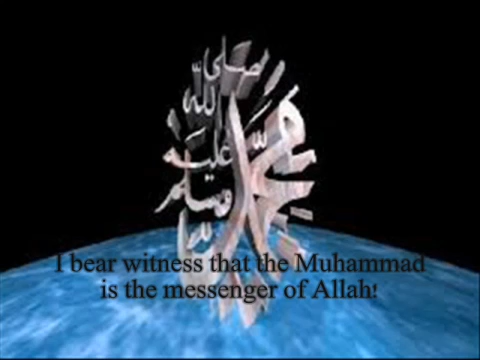 صلى
الله
عليه
وسلم
محمد
I bear witness that the Muhammad
is the messenger of Allah!